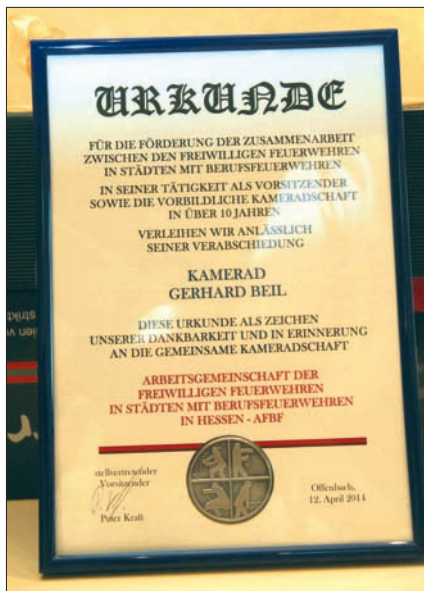 URKUNDE
FÜR DIE FÖRDERUNG DER ZUSAMMENARBEIT
ZWISCHEN DEN FREIWILLIGEN FEUERWEHREN
IN STÄDTEN MIT BERUFSFEUERWEHREN
IN SEINER TÄTIGKEIT ALS VORSITZENDER
SOWIE DIE VORBILDLICHE KAMERADSCHAFT
IN ÜBER 10 JAHREN
VERLEIHEN WIR ANLÄSSLICH
SEINER VERABSCHIEDUNG
KAMERAD
GERHARD BEIL
DIESE URKUNDE ALS ZEICHEN
UNSERER DANKBARKEIT UND IN ERINNERUNG
AN DIE GEMEINSAME KAMERADSCHAFT
ARBEITSGEMEINSCHAFT DER
FREIWILLIGEN FEUERWEHREN
IN STÄDTEN MIT BERUFSFEUERWEHREN
IN HESSEN - AFBF
stellvertretender
Vorsitzender
Peter Kraft
Offenbach,
12. April 2014